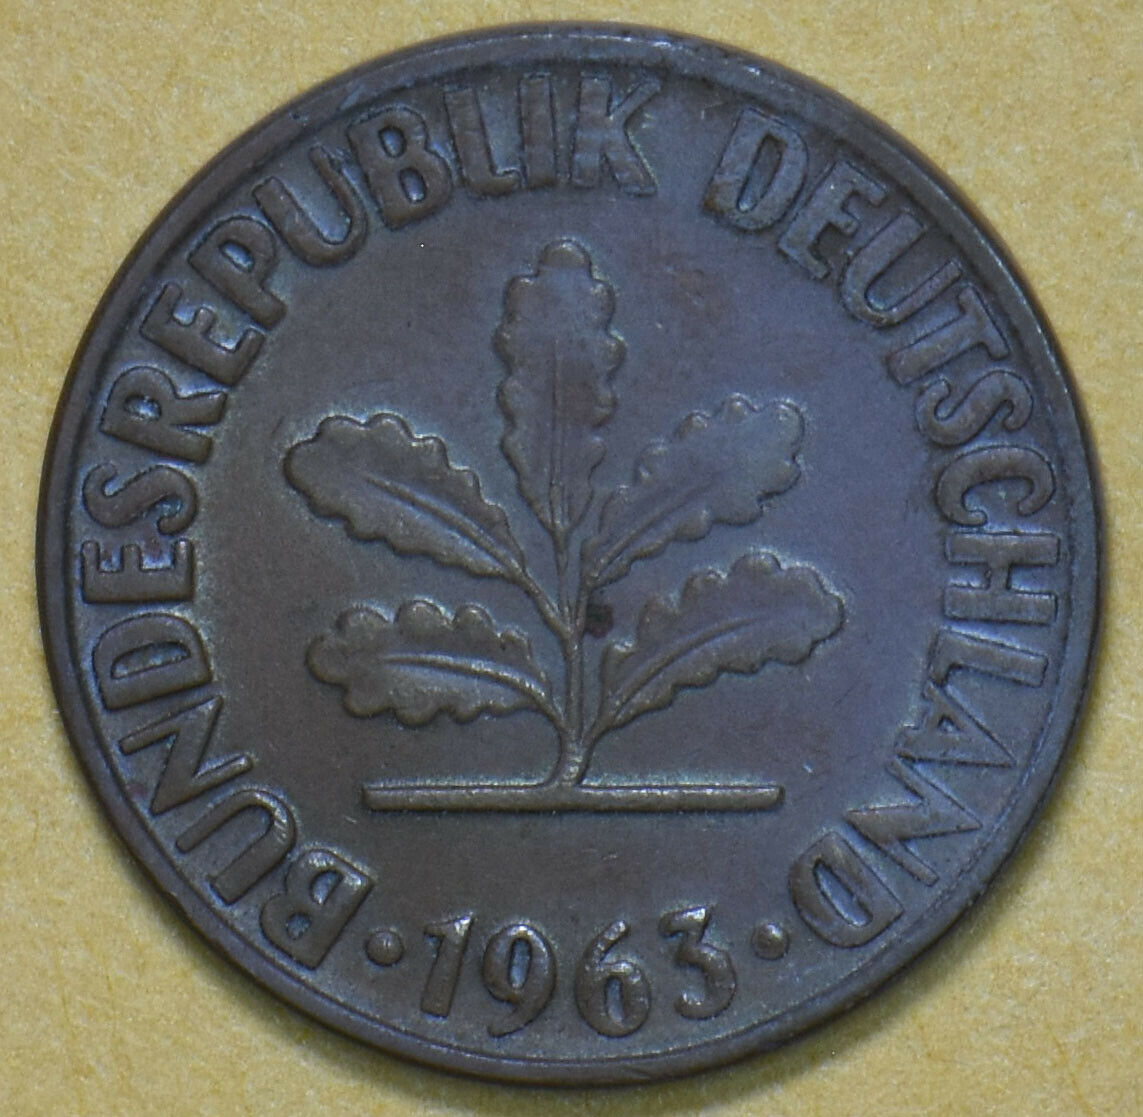 BUNDESREPUBLIK DEUTSCHLAND
· 1963 ·